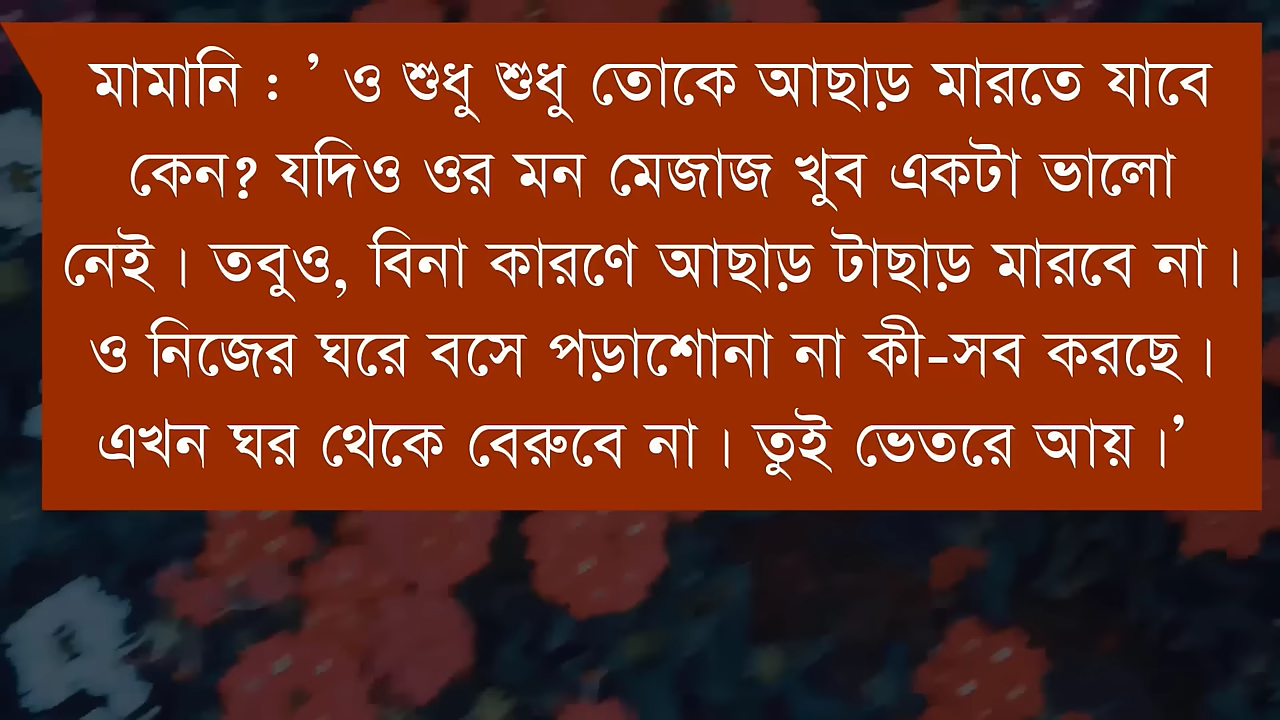 মামানি : ’ ও শুধু শুধু তোকে আছাড় মারতে যাবে
কেন? যদিও ওর মন মেজাজ খুব একটা ভালো
নেই। তবুও, বিনা কারণে আছাড় টাছাড় মারবে না।
ও নিজের ঘরে বসে পড়াশোনা না কী-সব করছে।
এখন ঘর থেকে বেরুবে না। তুই ভেতরে আয়।’